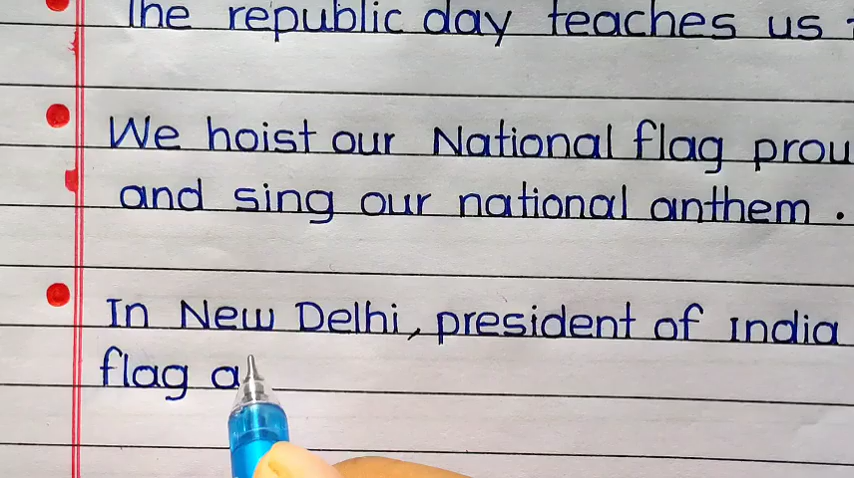 The republic day teaches us
We hoist our National flag prou
and sing our national anthem .
In New Delhi, president of India
flag a